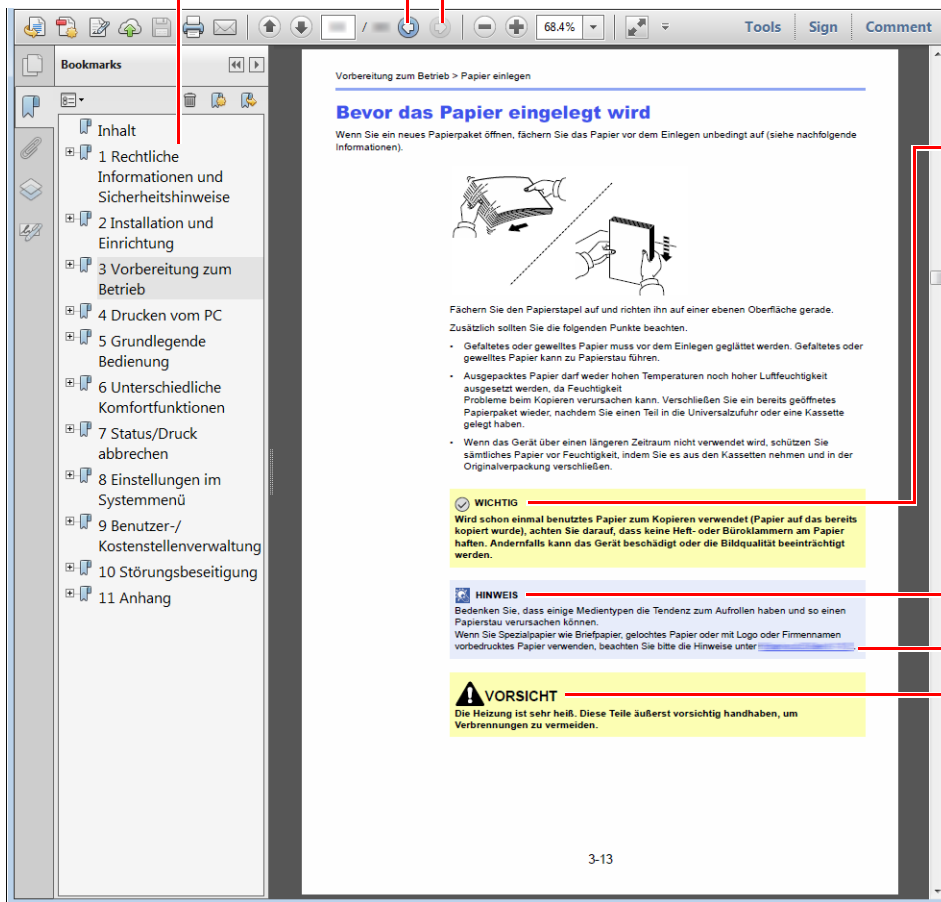 68.4%
Tools
Sign
Comment
Bookmarks
Inhalt
1 Rechtliche
Informationen und
Sicherheitshinweise
2 Installation und
Einrichtung
3 Vorbereitung zum
Betrieb
4 Drucken vom PC
5 Grundlegende
Bedienung
6 Unterschiedliche
Komfortfunktionen
7 Status/Druck
abbrechen
8 Einstellungen im
Systemmenü
9 Benutzer-/
Kostenstellenverwaltung
10 Störungsbeseitigung
11 Anhang
Vorbereitung zum Betrieb > Papier einlegen
Bevor das Papier eingelegt wird
Wenn Sie ein neues Papierpaket öffnen, fächern Sie das Papier vor dem Einlegen unbedingt auf (siehe nachfolgende
Informationen).
Fächern Sie den Papierstapel auf und richten ihn auf einer ebenen Oberfläche gerade.
Zusätzlich sollten Sie die folgenden Punkte beachten.
• Gefaltetes oder gewelltes Papier muss vor dem Einlegen geglättet werden. Gefaltetes oder
gewelltes Papier kann zu Papierstau führen.
• Ausgepacktes Papier darf weder hohen Temperaturen noch hoher Luftfeuchtigkeit
ausgesetzt werden, da Feuchtigkeit
Probleme beim Kopieren verursachen kann. Verschließen Sie ein bereits geöffnetes
Papierpaket wieder, nachdem Sie einen Teil in die Universalzufuhr oder eine Kassette
gelegt haben.
• Wenn das Gerät über einen längeren Zeitraum nicht verwendet wird, schützen Sie
sämtliches Papier vor Feuchtigkeit, indem Sie es aus den Kassetten nehmen und in der
Originalverpackung verschließen.
WICHTIG
Wird schon einmal benutztes Papier zum Kopieren verwendet (Papier auf das bereits
kopiert wurde), achten Sie darauf, dass keine Heft- oder Büroklammern am Papier
haften. Andernfalls kann das Gerät beschädigt oder die Bildqualität beeinträchtigt
werden.
HINWEIS
Bedenken Sie, dass einige Medientypen die Tendenz zum Aufrollen haben und so einen
Papierstau verursachen können.
Wenn Sie Spezialpapier wie Briefpapier, gelochtes Papier oder mit Logo oder Firmennamen
vorbedrucktes Papier verwenden, beachten Sie bitte die Hinweise unter
VORSICHT
Die Heizung ist sehr heiß. Diese Teile äußerst vorsichtig handhaben, um
Verbrennungen zu vermeiden.
3-13